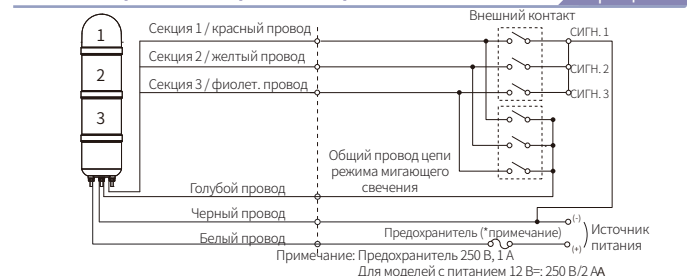 Внешний контакт
1
Секция 1 / красный провод
СИГН. 1
2
Секция 2 / желтый провод
СИГН. 2
3
Секция 3 / фиолет. провод
СИГН. 3
Общий провод цепи
режима мигающего
свечения
Голубой провод
Черный провод
(-)
Источник
питания
Белый провод
Предохранитель (*примечание)
(+)
Примечание: Предохранитель 250 В, 1 А
Для моделей с питанием 12 В=: 250 В/2 АА